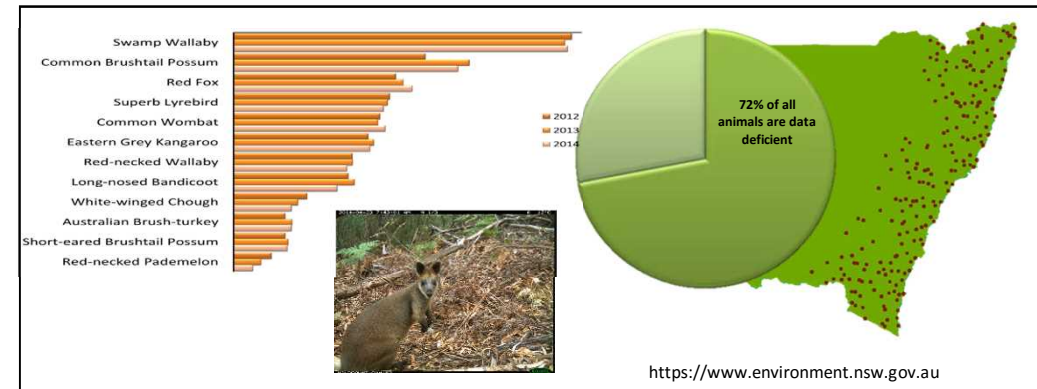 Swamp Wallaby
Common Brushtail Possum
Red Fox
Superb Lyrebird
Common Wombat
Eastern Grey Kangaroo
Red-necked Wallaby
Long-nosed Bandicoot
White-winged Chough
Australian Brush-turkey
Short-eared Brushtail Possum
Red-necked Pademelon
2012
2013
2014
72% of all
animals are data
deficient
https://www.environment.nsw.gov.au